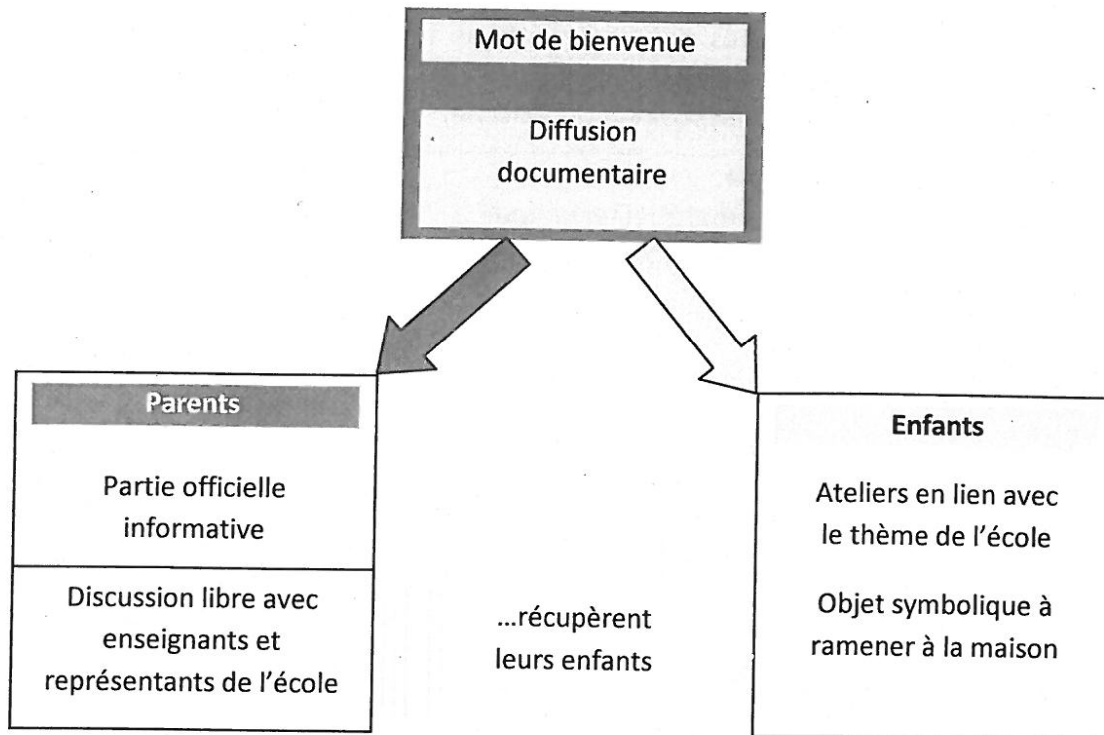 Mot de bienvenue
Diffusion
documentaire
Parents
Partie officielle
informative
Discussion libre avec
enseignants et
représentants de l'école
...récupèrent
leurs enfants
Enfants
Ateliers en lien avec
le thème de l'école
Objet symbolique à
ramener à la maison